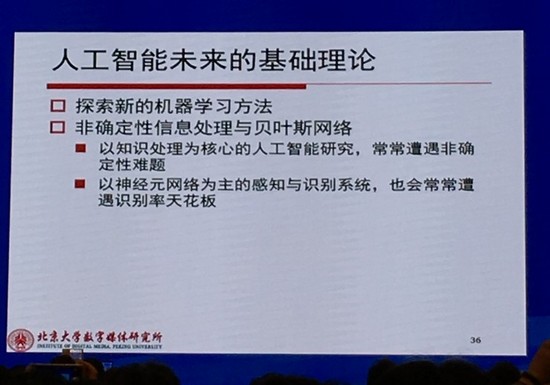 人工智能未来的基础理论
探索新的机器学习方法
非确定性信息处理与贝叶斯网络
以知识处理为核心的人工智能研究，常常遭遇非确
定性难题
以神经元网络为主的感知与识别系统，也会常常遭
遇识别率天花板
北京大学数字媒体研究所
INSTITUTE OF DIGITAL MEDIA, PEKING UNIVERSITY
36